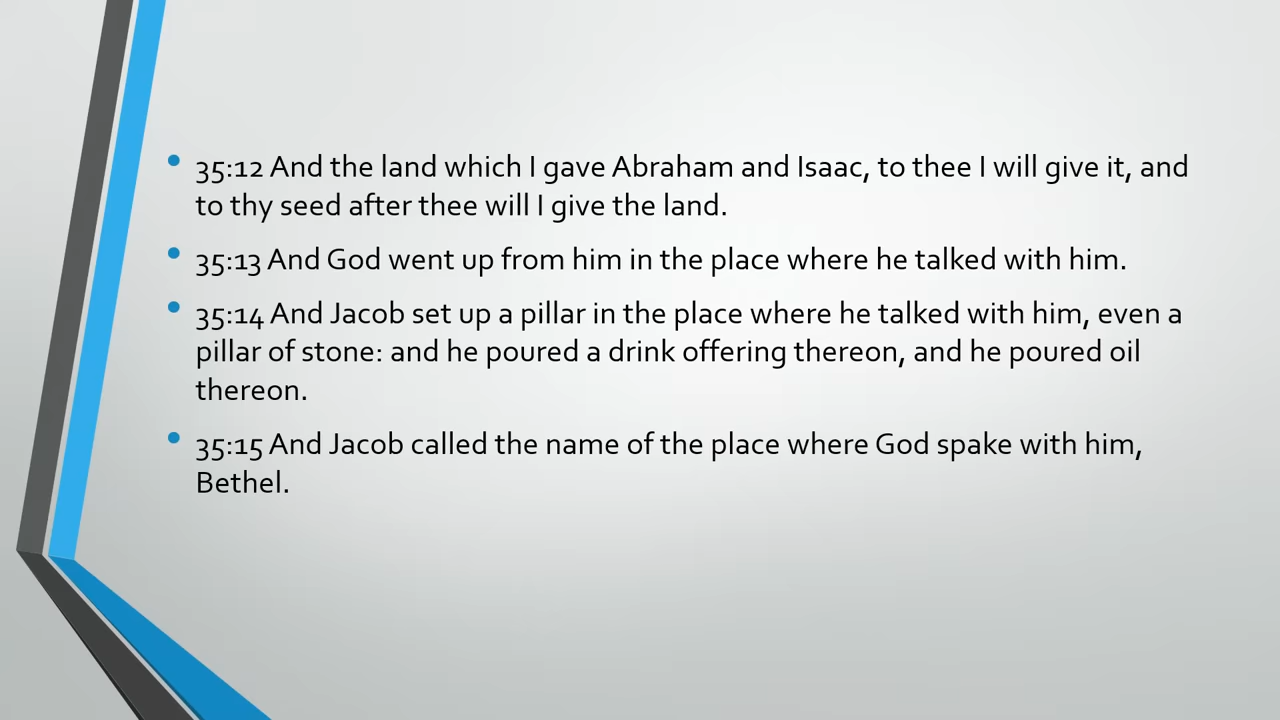 35:12 And the land which I gave Abraham and Isaac, to thee I will give it, and
to thy seed after thee will I give the land.
35:13 And God went up from him in the place where he talked with him.
35:14 And Jacob set up a pillar in the place where he talked with him, even a
pillar of stone: and he poured a drink offering thereon, and he poured oil
thereon.
35:15 And Jacob called the name of the place where God spake with him,
Bethel.